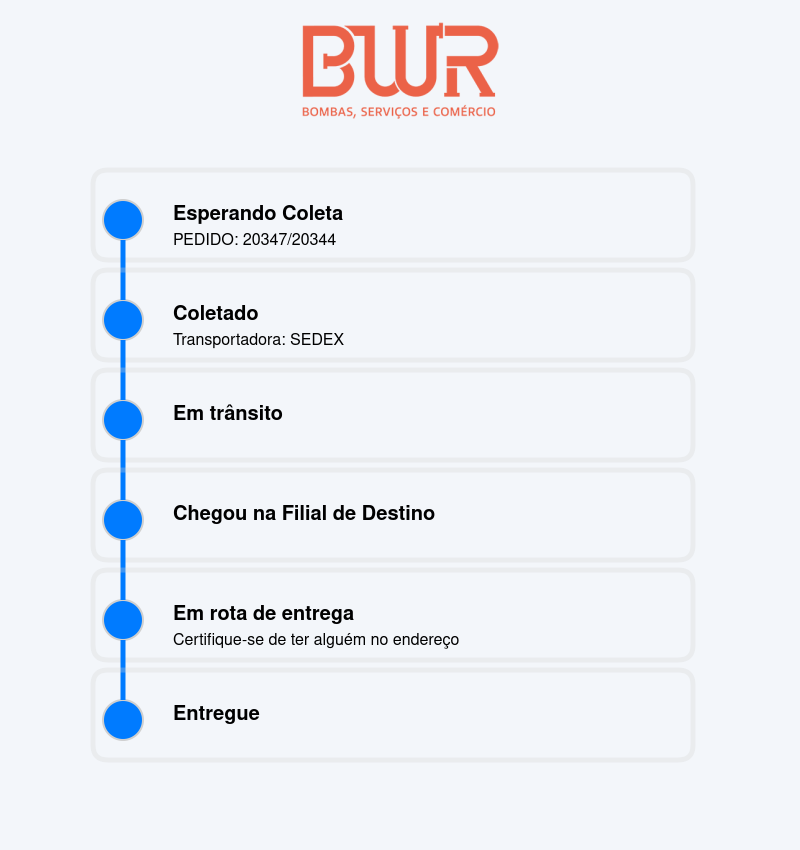 BWR
BOMBAS, SERVIÇOS E COMÉRCIO
Esperando Coleta
PEDIDO: 20347/20344
Coletado
Transportadora: SEDEX
Em trânsito
Chegou na Filial de Destino
Em rota de entrega
Certifique-se de ter alguém no endereço
Entregue